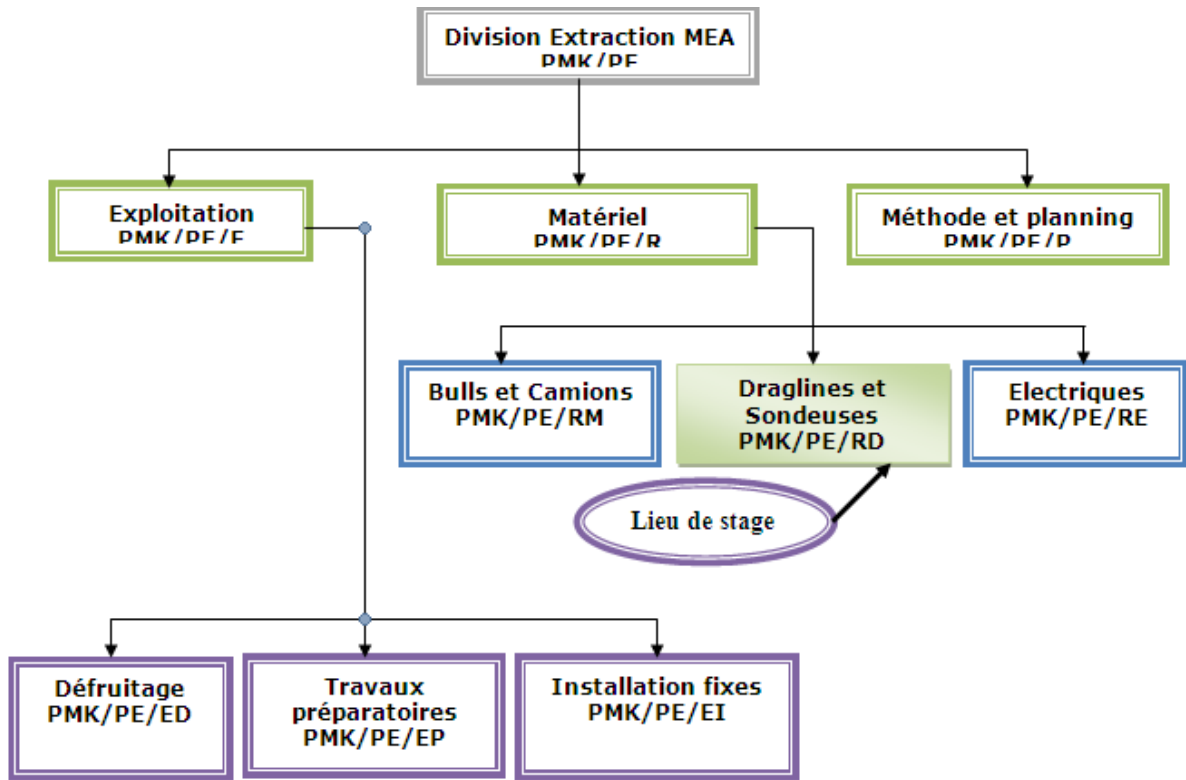 Division Extraction MEA
PMK/PE
Exploitation
PMK/PE/E
Matériel
PMK/PE/R
Méthode et planning
PMK/PE/P
Bulls et Camions
PMK/PE/RM
Draglines et
Sondeuses
PMK/PE/RD
Electriques
PMK/PE/RE
Lieu de stage
Défruitage
PMK/PE/ED
Travaux
préparatoires
PMK/PE/EP
Installation fixes
PMK/PE/EI